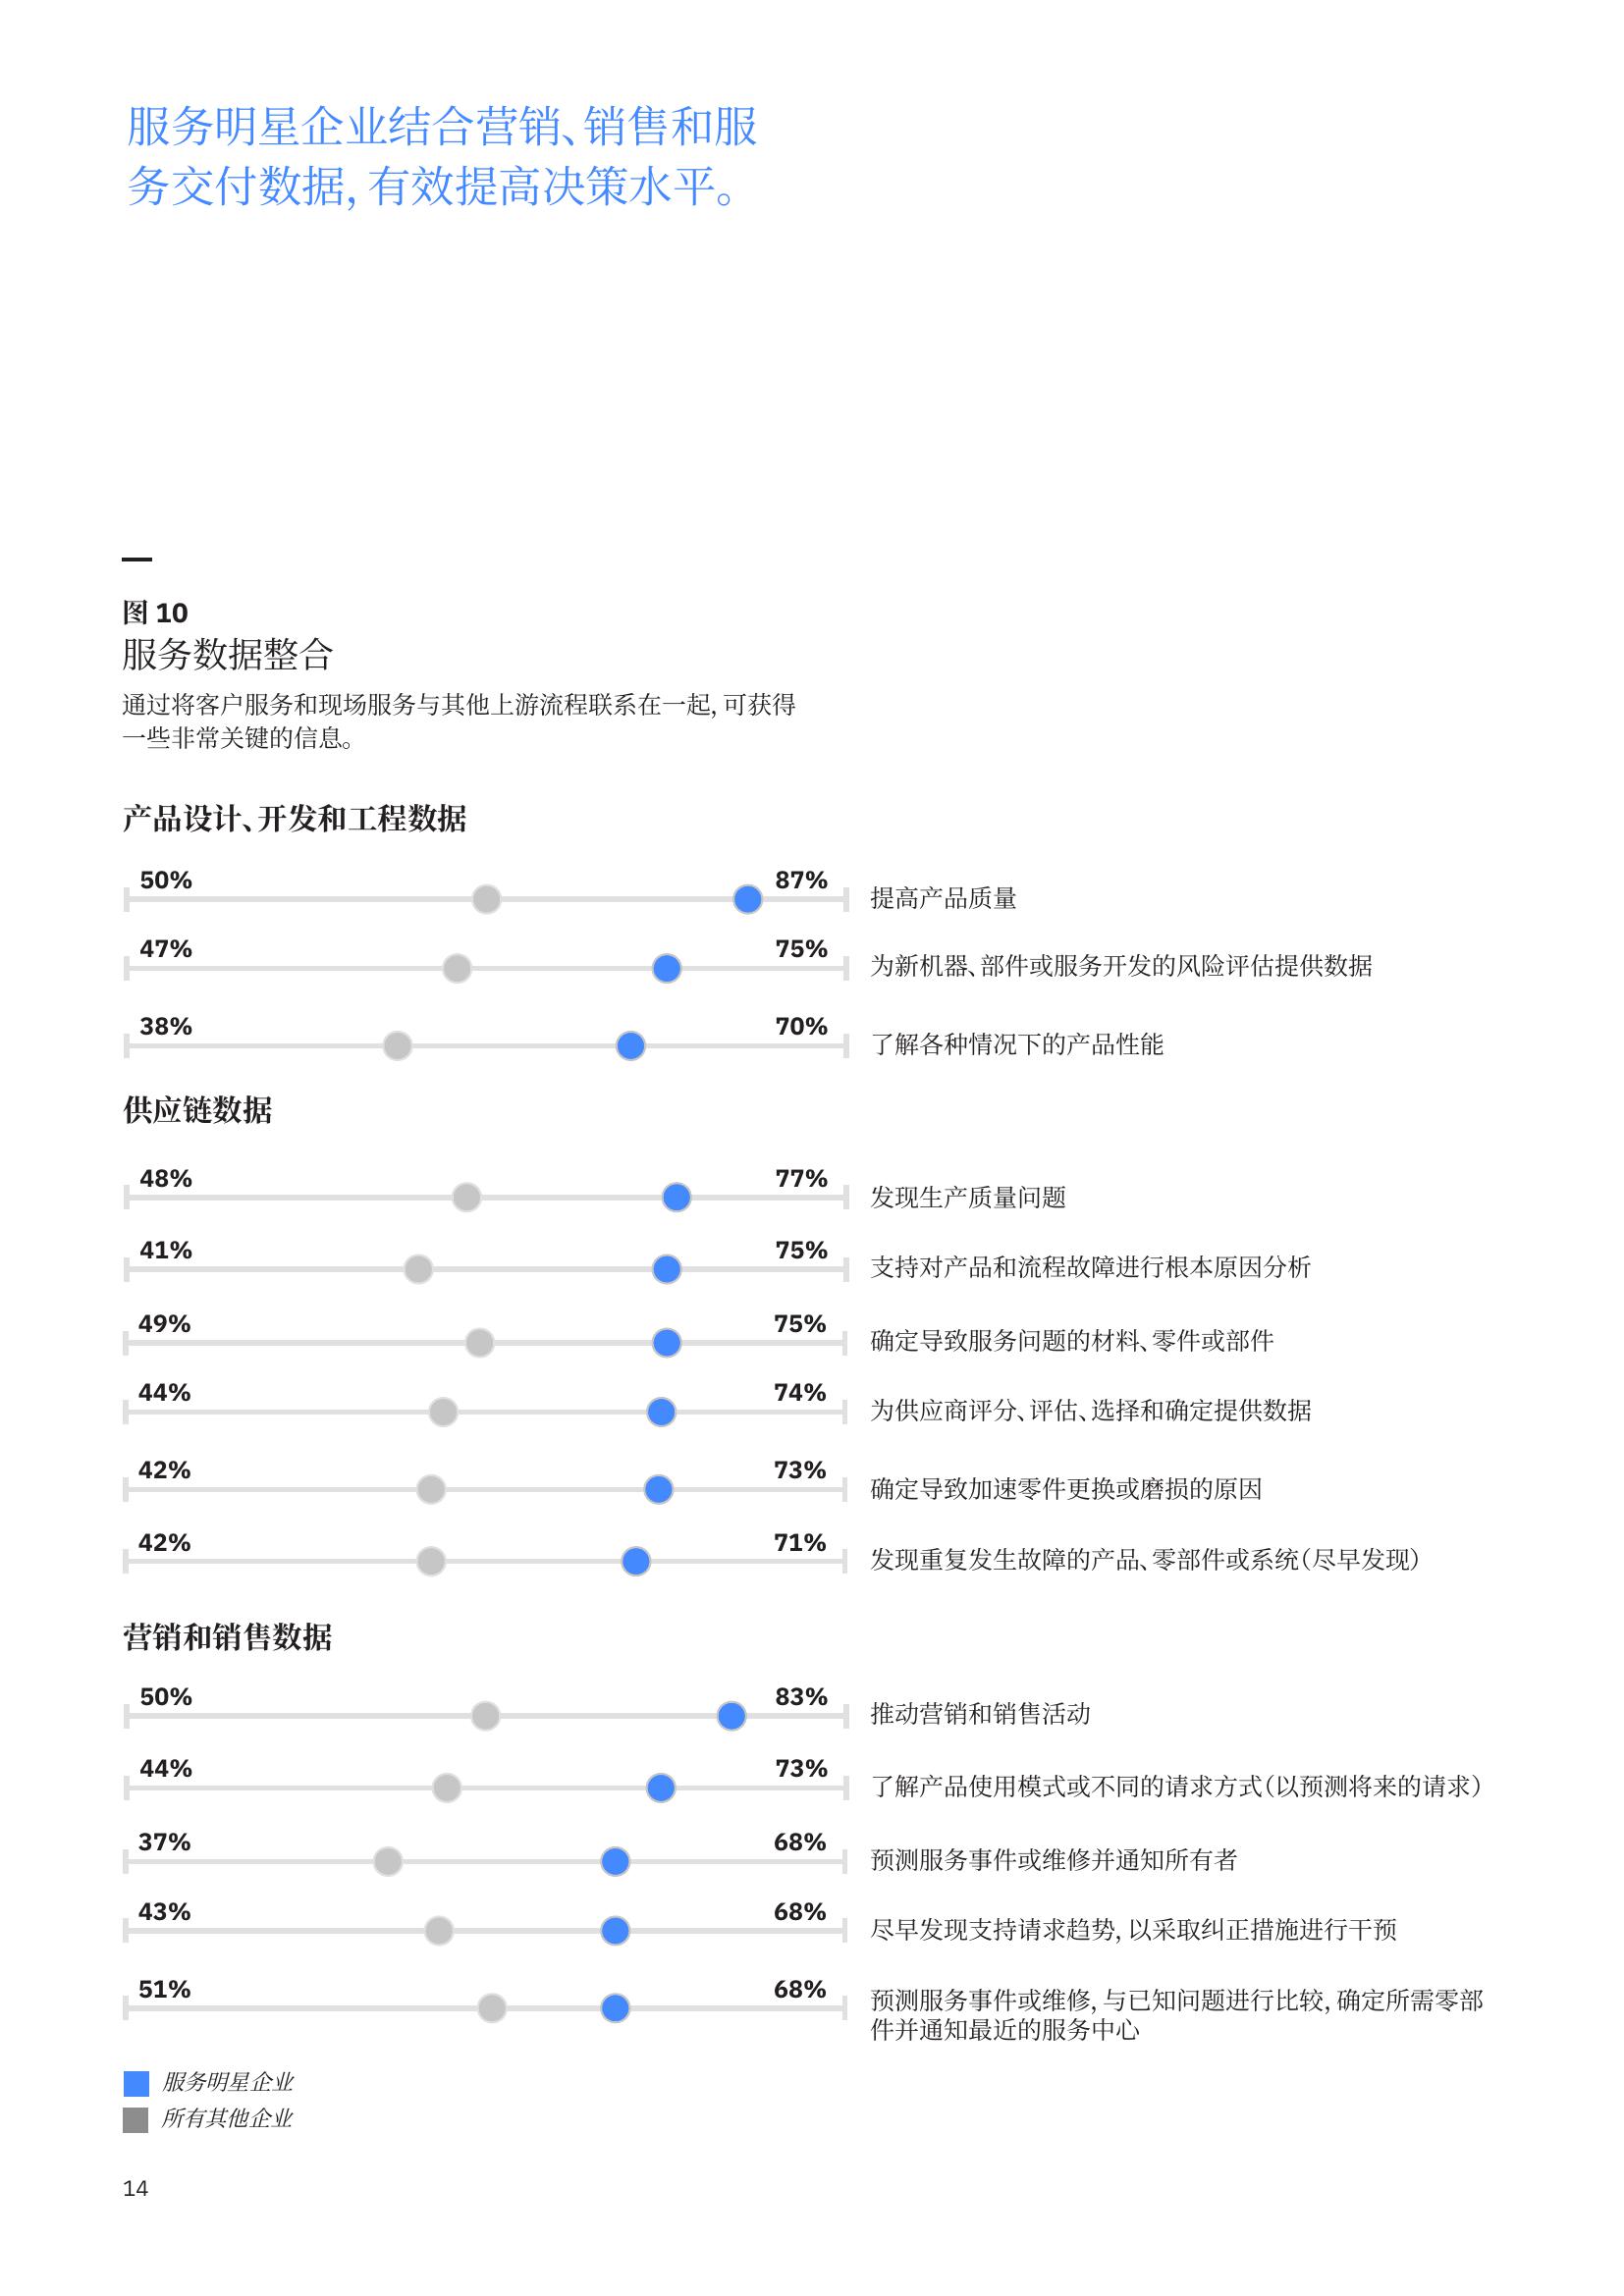 服务明星企业结合营销、销售和服
务交付数据, 有效提高决策水平。
图 10
服务数据整合
通过将客户服务和现场服务与其他上游流程联系在一起, 可获得
一些非常关键的信息。
产品设计、开发和工程数据
50% 87% 提高产品质量
47% 75% 为新机器、部件或服务开发的风险评估提供数据
38% 70% 了解各种情况下的产品性能
供应链数据
48% 77% 发现生产质量问题
41% 75% 支持对产品和流程故障进行根本原因分析
49% 75% 确定导致服务问题的材料、零件或部件
44% 74% 为供应商评分、评估、选择和确定提供数据
42% 73% 确定导致加速零件更换或磨损的原因
42% 71% 发现重复发生故障的产品、零部件或系统（尽早发现）
营销和销售数据
50% 83% 推动营销和销售活动
44% 73% 了解产品使用模式或不同的请求方式（以预测将来的请求）
37% 68% 预测服务事件或维修并通知所有者
43% 68% 尽早发现支持请求趋势, 以采取纠正措施进行干预
51% 68% 预测服务事件或维修, 与已知问题进行比较, 确定所需零部
件并通知最近的服务中心
服务明星企业
所有其他企业
14